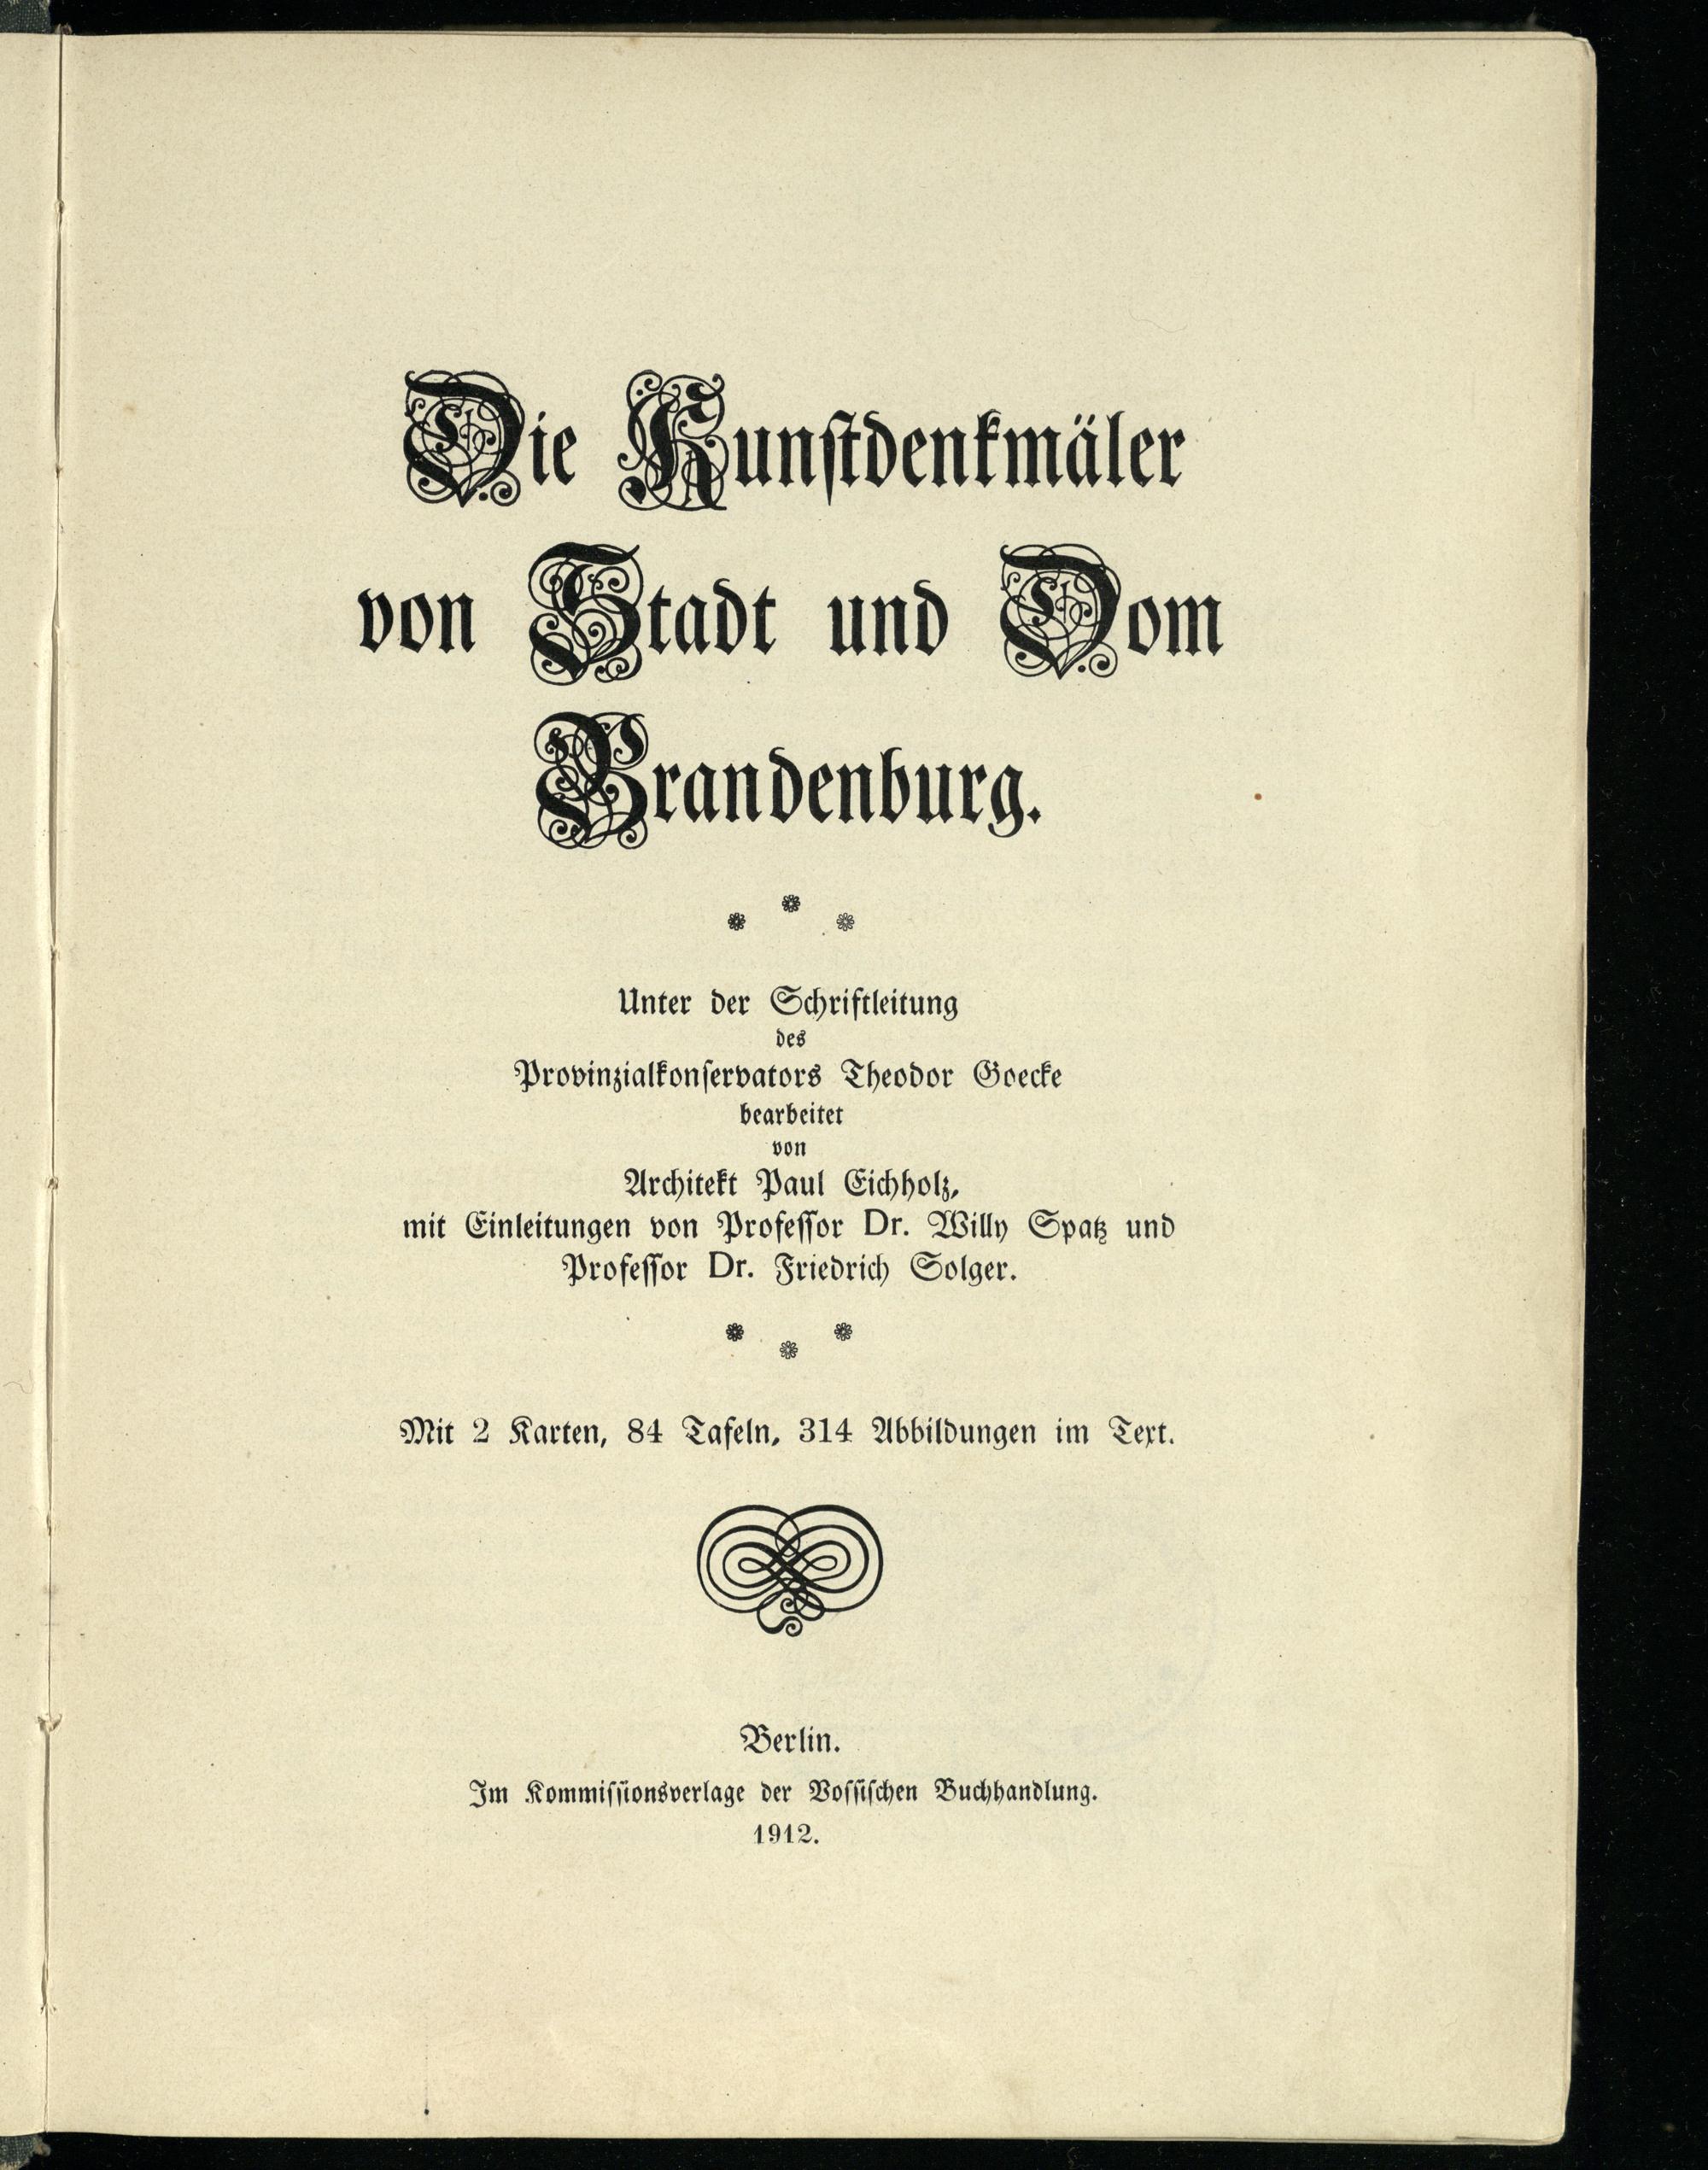 Die Kunstdenkmäler
von Stadt und Dom
Brandenburg.
Unter der Schriftleitung
des
Provinzialkonservators Theodor Goecke
bearbeitet
von
Architekt Paul Eichholz,
mit Einleitungen von Professor Dr. Willy Spatz und
Professor Dr. Friedrich Solger.
Mit 2 Karten, 84 Tafeln, 314 Abbildungen im Text.
Berlin.
Im Kommissionsverlage der Vossischen Buchhandlung.
1912.